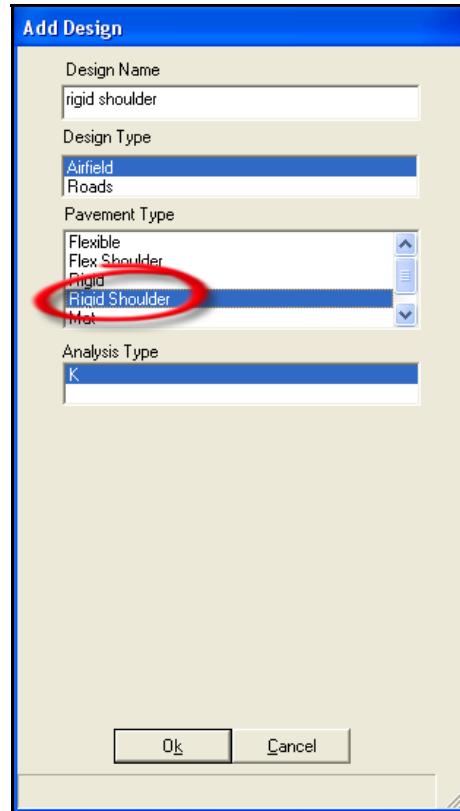 Add Design
Design Name
rigid shoulder
Design Type
Airfield
Roads
Pavement Type
Flexible
Flex Shoulder
Rigid
Rigid Shoulder
Mat
Analysis Type
K
Ok
Cancel